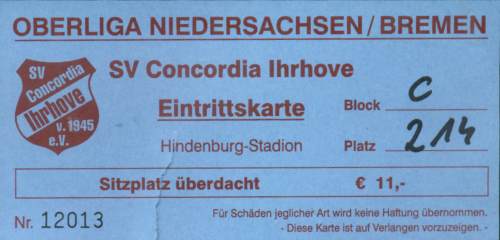 OBERLIGA NIEDERSACHSEN/BREMEN
SV
Concordia
Ihrhove
v. 1945
e.V.
SV Concordia Ihrhove
Eintrittskarte
Block C
Hindenburg-Stadion
Platz 214
Sitzplatz überdacht € 11,-
Nr. 12013
Für Schäden jeglicher Art wird keine Haftung übernommen.
- Diese Karte ist auf Verlangen vorzuzeigen. -